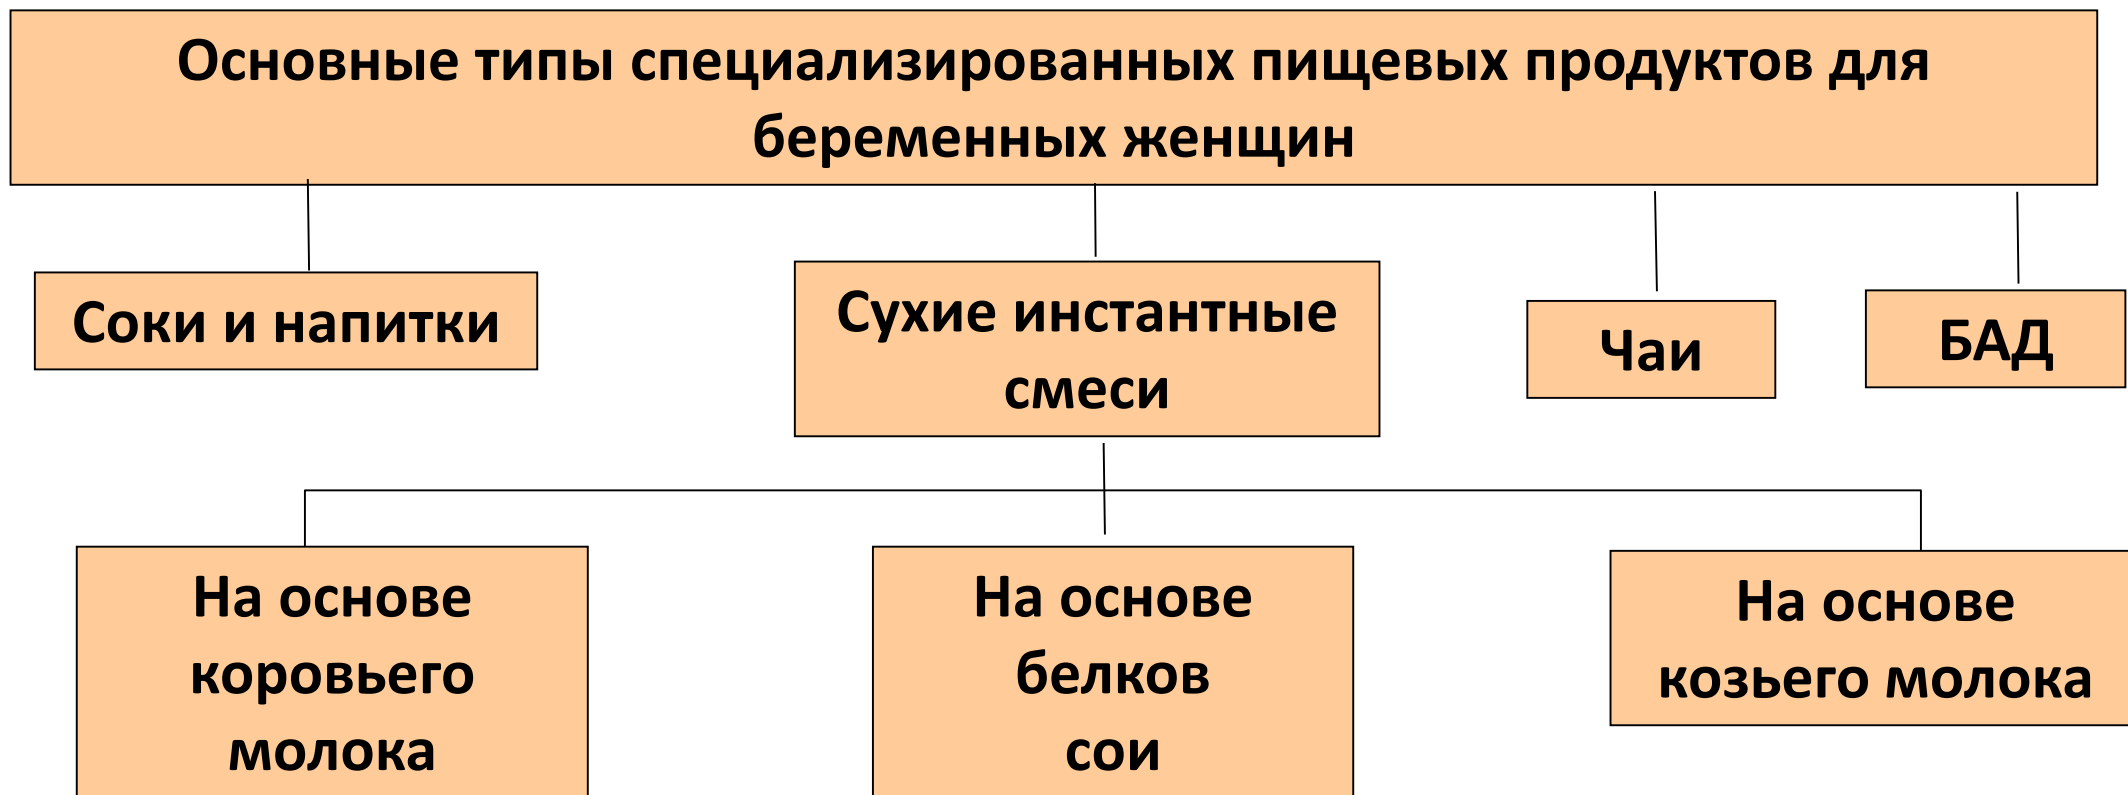 Основные типы специализированных пищевых продуктов для
беременных женщин
Соки и напитки
Сухие инстантные
смеси
Чаи
БАД
На основе
коровьего
молока
На основе
белков
сои
На основе
козьего молока